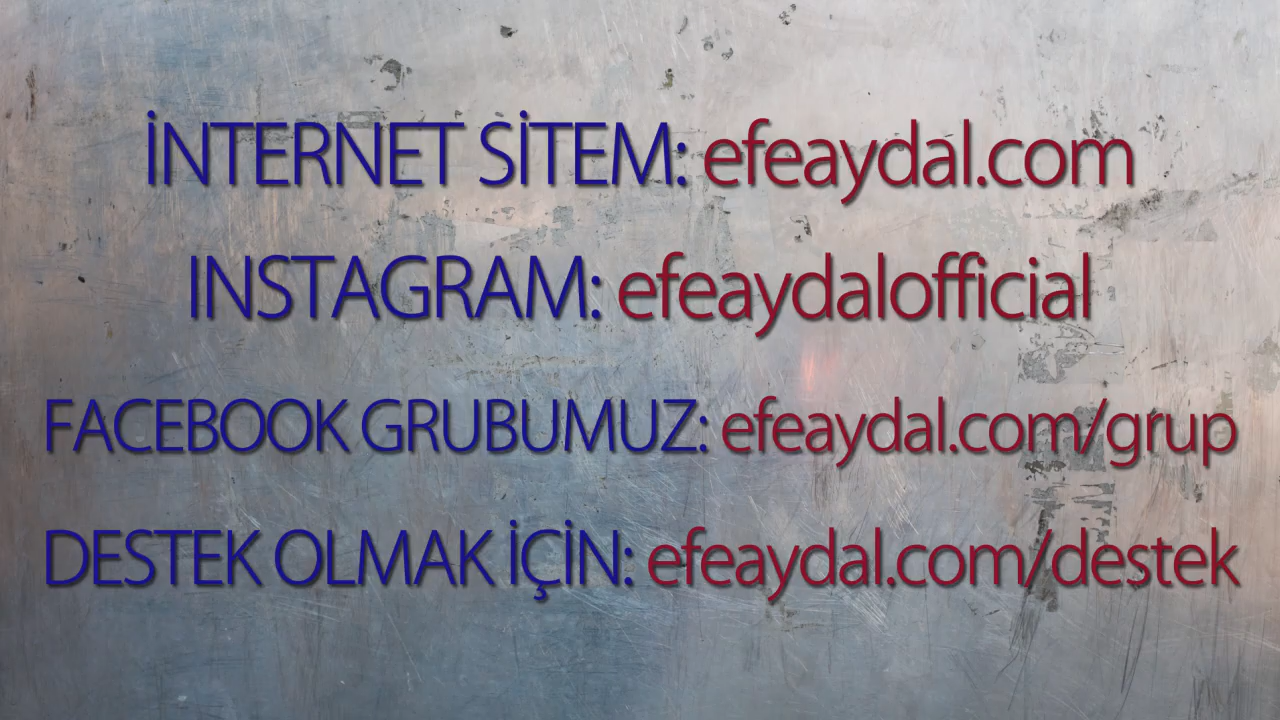 İNTERNET SİTEM: efeaydal.com
INSTAGRAM: efeaydalofficial
FACEBOOK GRUBUMUZ: efeaydal.com/grup
DESTEK OLMAK İÇİN: efeaydal.com/destek